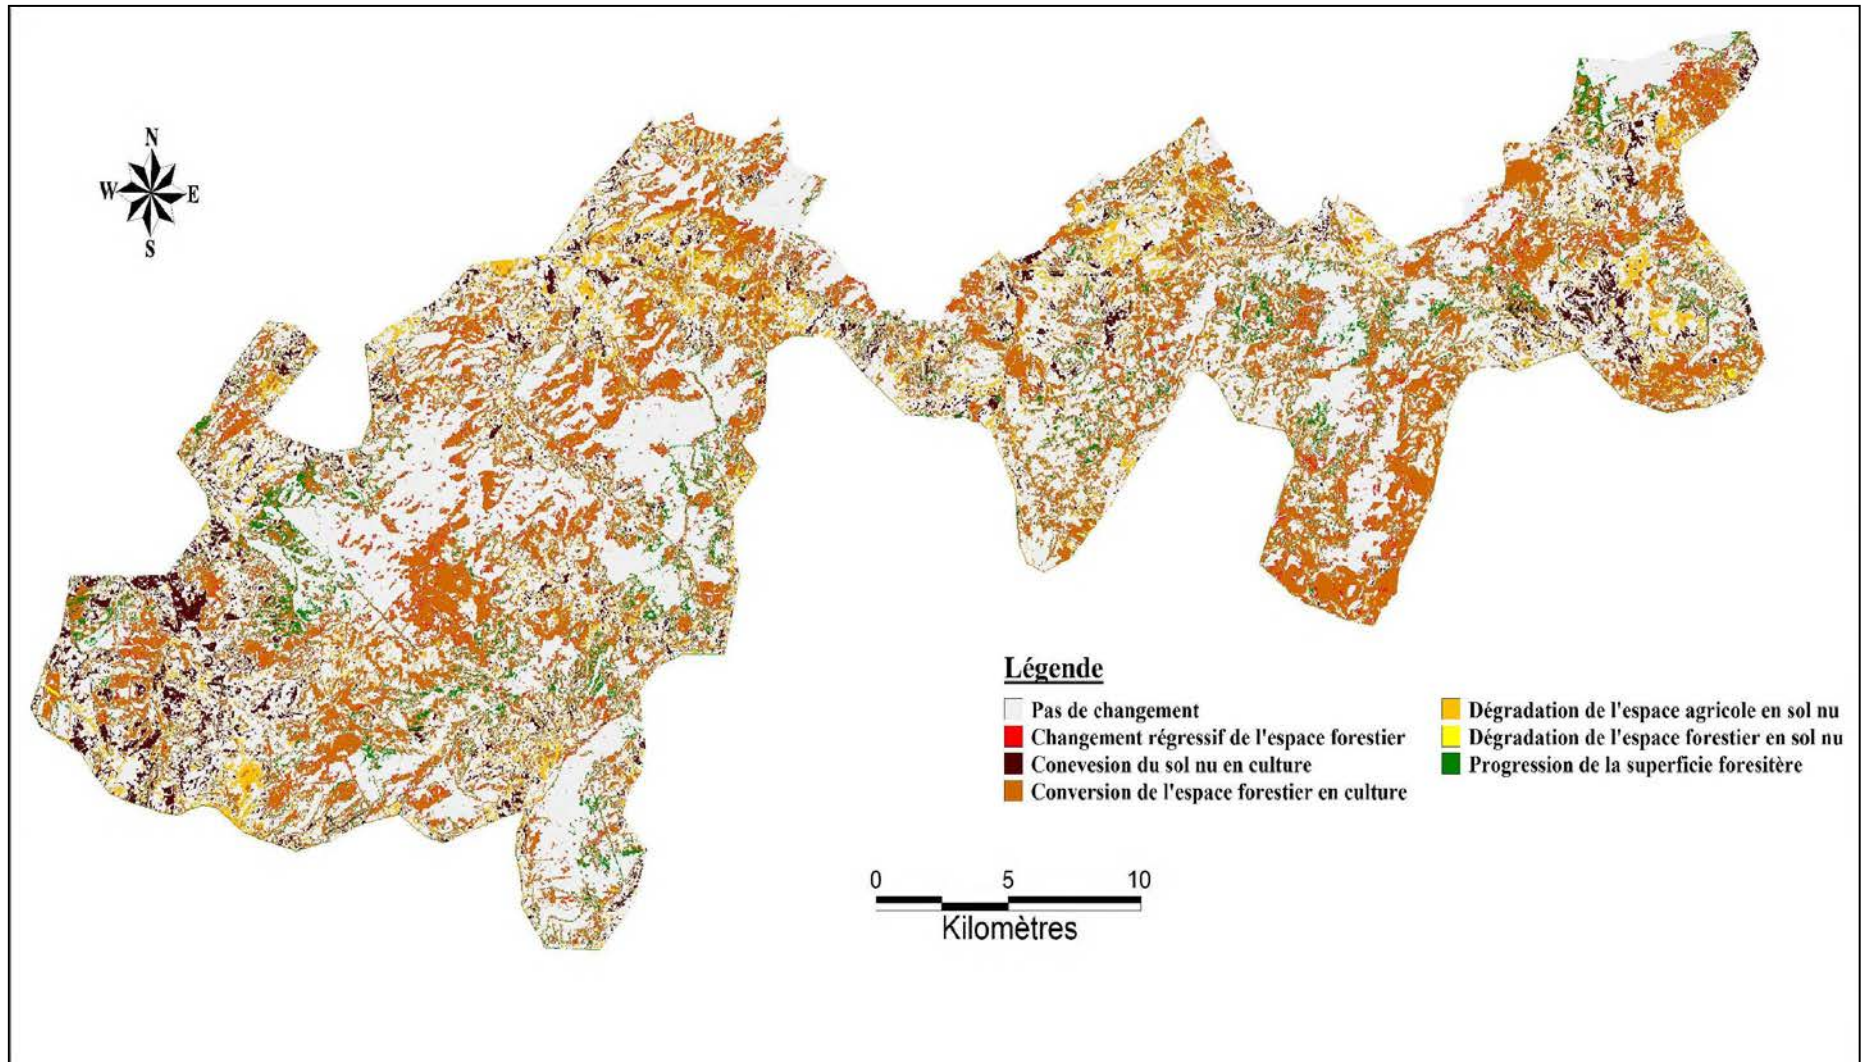 N
W E
S
Légende
Pas de changement
Changement régressif de l'espace forestier
Conevesion du sol nu en culture
Conversion de l'espace forestier en culture
Dégradation de l'espace agricole en sol nu
Dégradation de l'espace forestier en sol nu
Progression de la superficie foresitère
0 5 10
Kilomètres